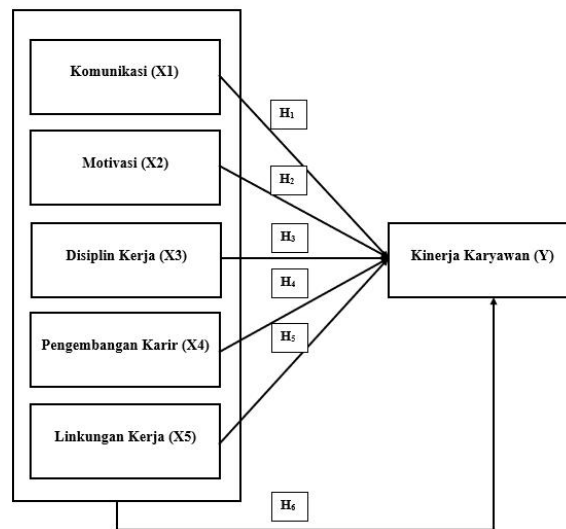 Komunikasi (X1)
H₁
Motivasi (X2)
H₂
Disiplin Kerja (X3)
H₃
Kinerja Karyawan (Y)
H₄
Pengembangan Karir (X4)
H₅
Linkungan Kerja (X5)
H₆